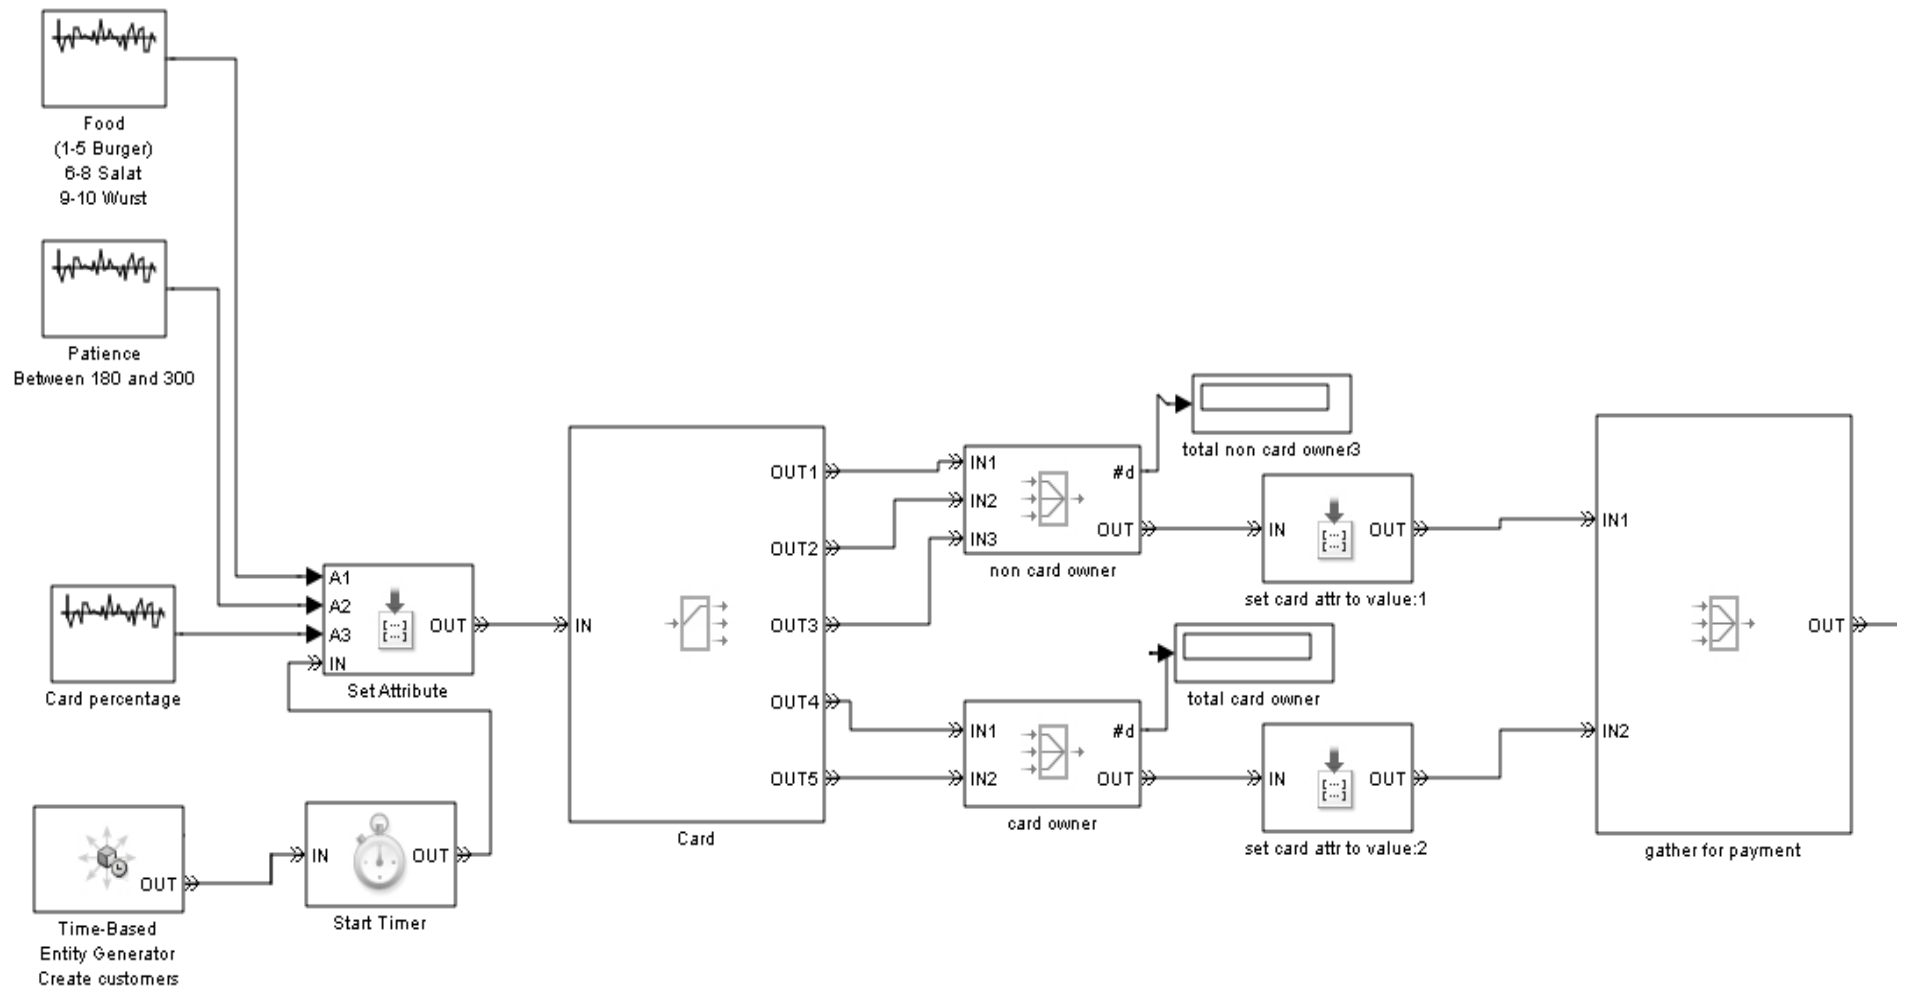 Food
(1-5 Burger)
6-8 Salat
9-10 Wurst
Patience
Between 180 and 300
Card percentage
A1
A2
A3
IN
OUT
Set Attribute
OUT
Time-Based
Entity Generator
Create customers
IN
OUT
Start Timer
IN
OUT1
OUT2
OUT3
OUT4
OUT5
Card
IN1
IN2
IN3
#d
OUT
non card owner
total non card owner3
IN
OUT
set card attr to value:1
IN1
IN2
#d
OUT
card owner
total card owner
IN
OUT
set card attr to value:2
IN1
IN2
OUT
gather for payment